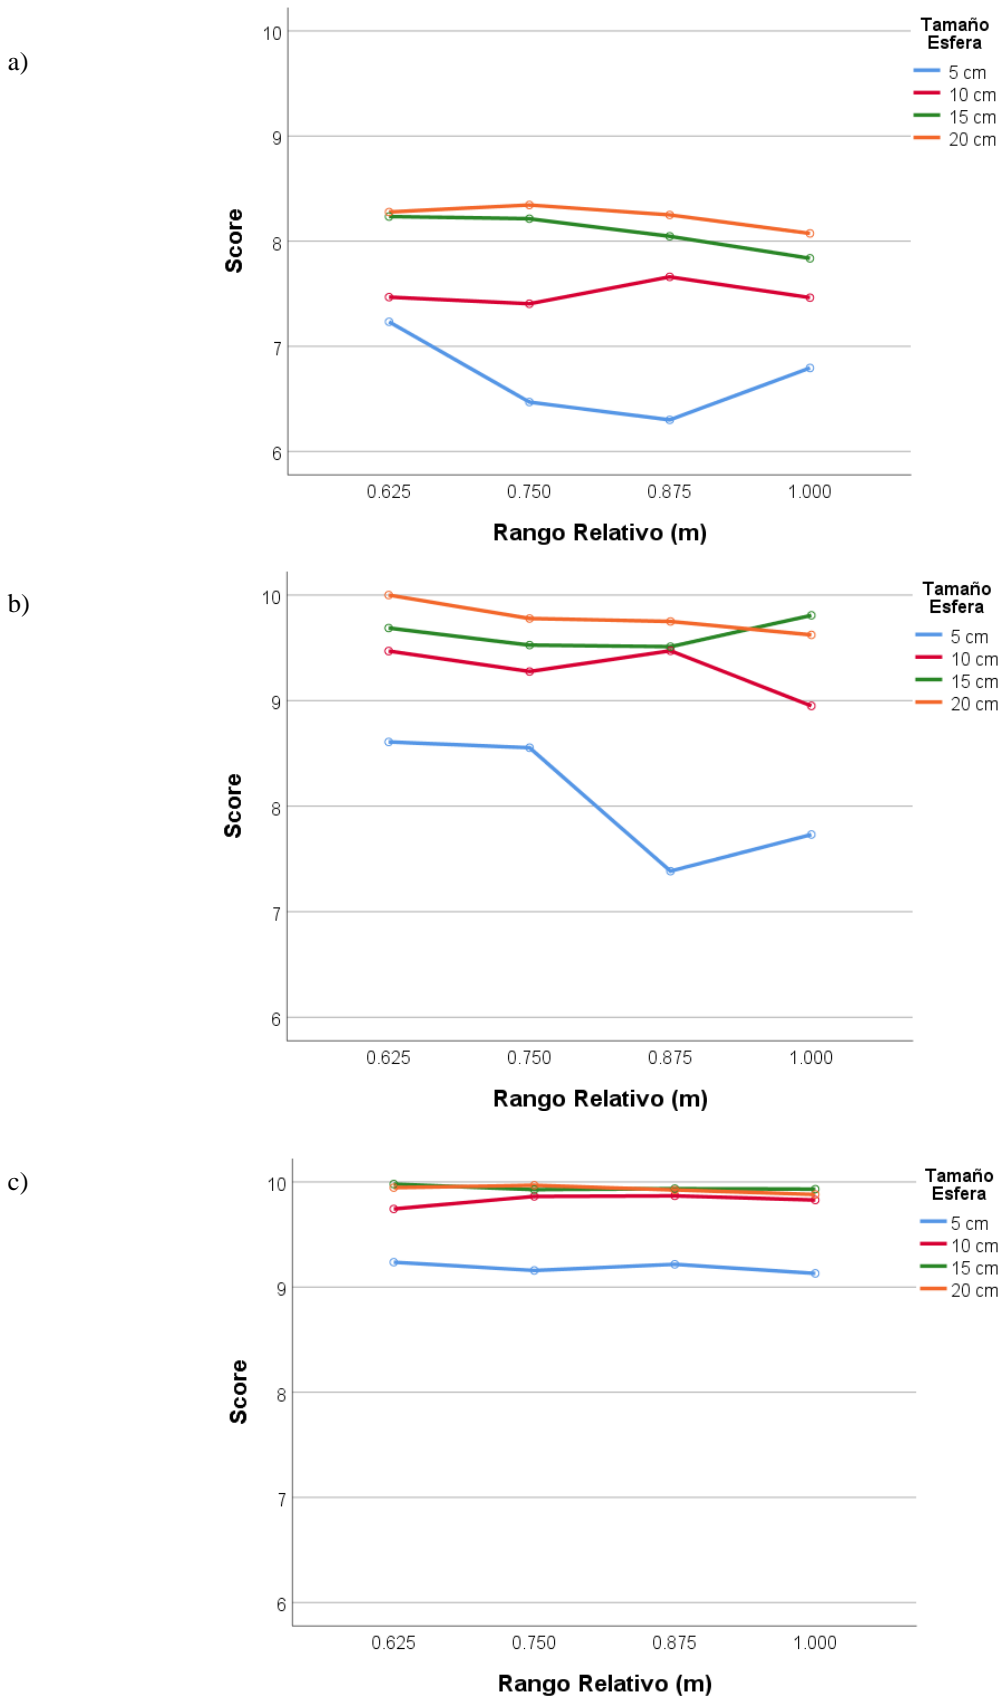 a)
Tamaño
Esfera
5 cm
10 cm
15 cm
20 cm
10
9
8
7
6
Score
0.625 0.750 0.875 1.000
Rango Relativo (m)
b)
Tamaño
Esfera
5 cm
10 cm
15 cm
20 cm
10
9
8
7
6
Score
0.625 0.750 0.875 1.000
Rango Relativo (m)
c)
Tamaño
Esfera
5 cm
10 cm
15 cm
20 cm
10
9
8
7
6
Score
0.625 0.750 0.875 1.000
Rango Relativo (m)